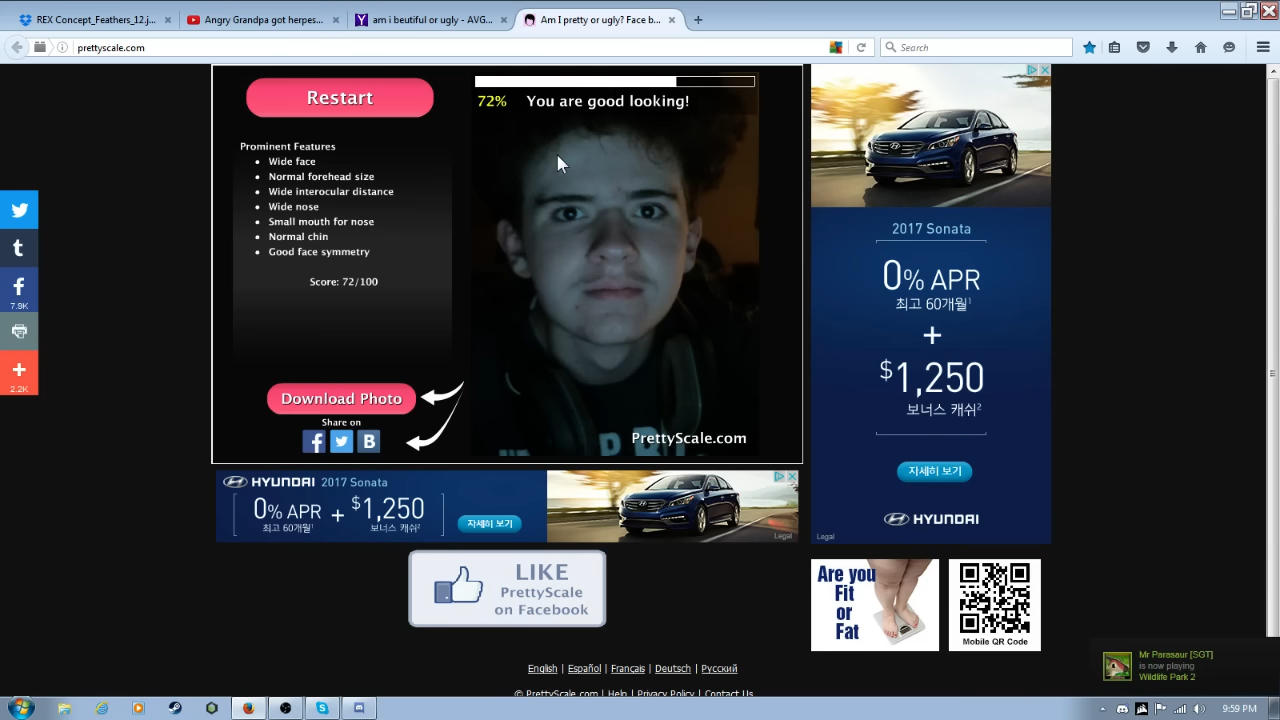 REX Concept_Feathers_12.j...
Angry Grandpa got herpes...
am i beutiful or ugly - AVG...
Am I pretty or ugly? Face b...
prettyscale.com
Search
Restart
72% You are good looking!
Prominent Features
Wide face
Normal forehead size
Wide interocular distance
Wide nose
Small mouth for nose
Normal chin
Good face symmetry
Score: 72/100
Download Photo
Share on
PrettyScale.com
7.9K
2.2K
2017 Sonata
0% APR
최고 60개월¹
+
$1,250
보너스 캐쉬²
자세히 보기
HYUNDAI
Legal
HYUNDAI 2017 Sonata
0% APR + $1,250
최고 60개월¹ 보너스 캐쉬²
자세히 보기
Legal
LIKE
PrettyScale
on Facebook
Are you
Fit
or
Fat
Mobile QR Code
English | Español | Français | Deutsch | Русский
© PrettyScale.com | Help | Privacy Policy | Contact Us
Mr Parasaur [SGT]
is now playing
Wildlife Park 2
9:59 PM